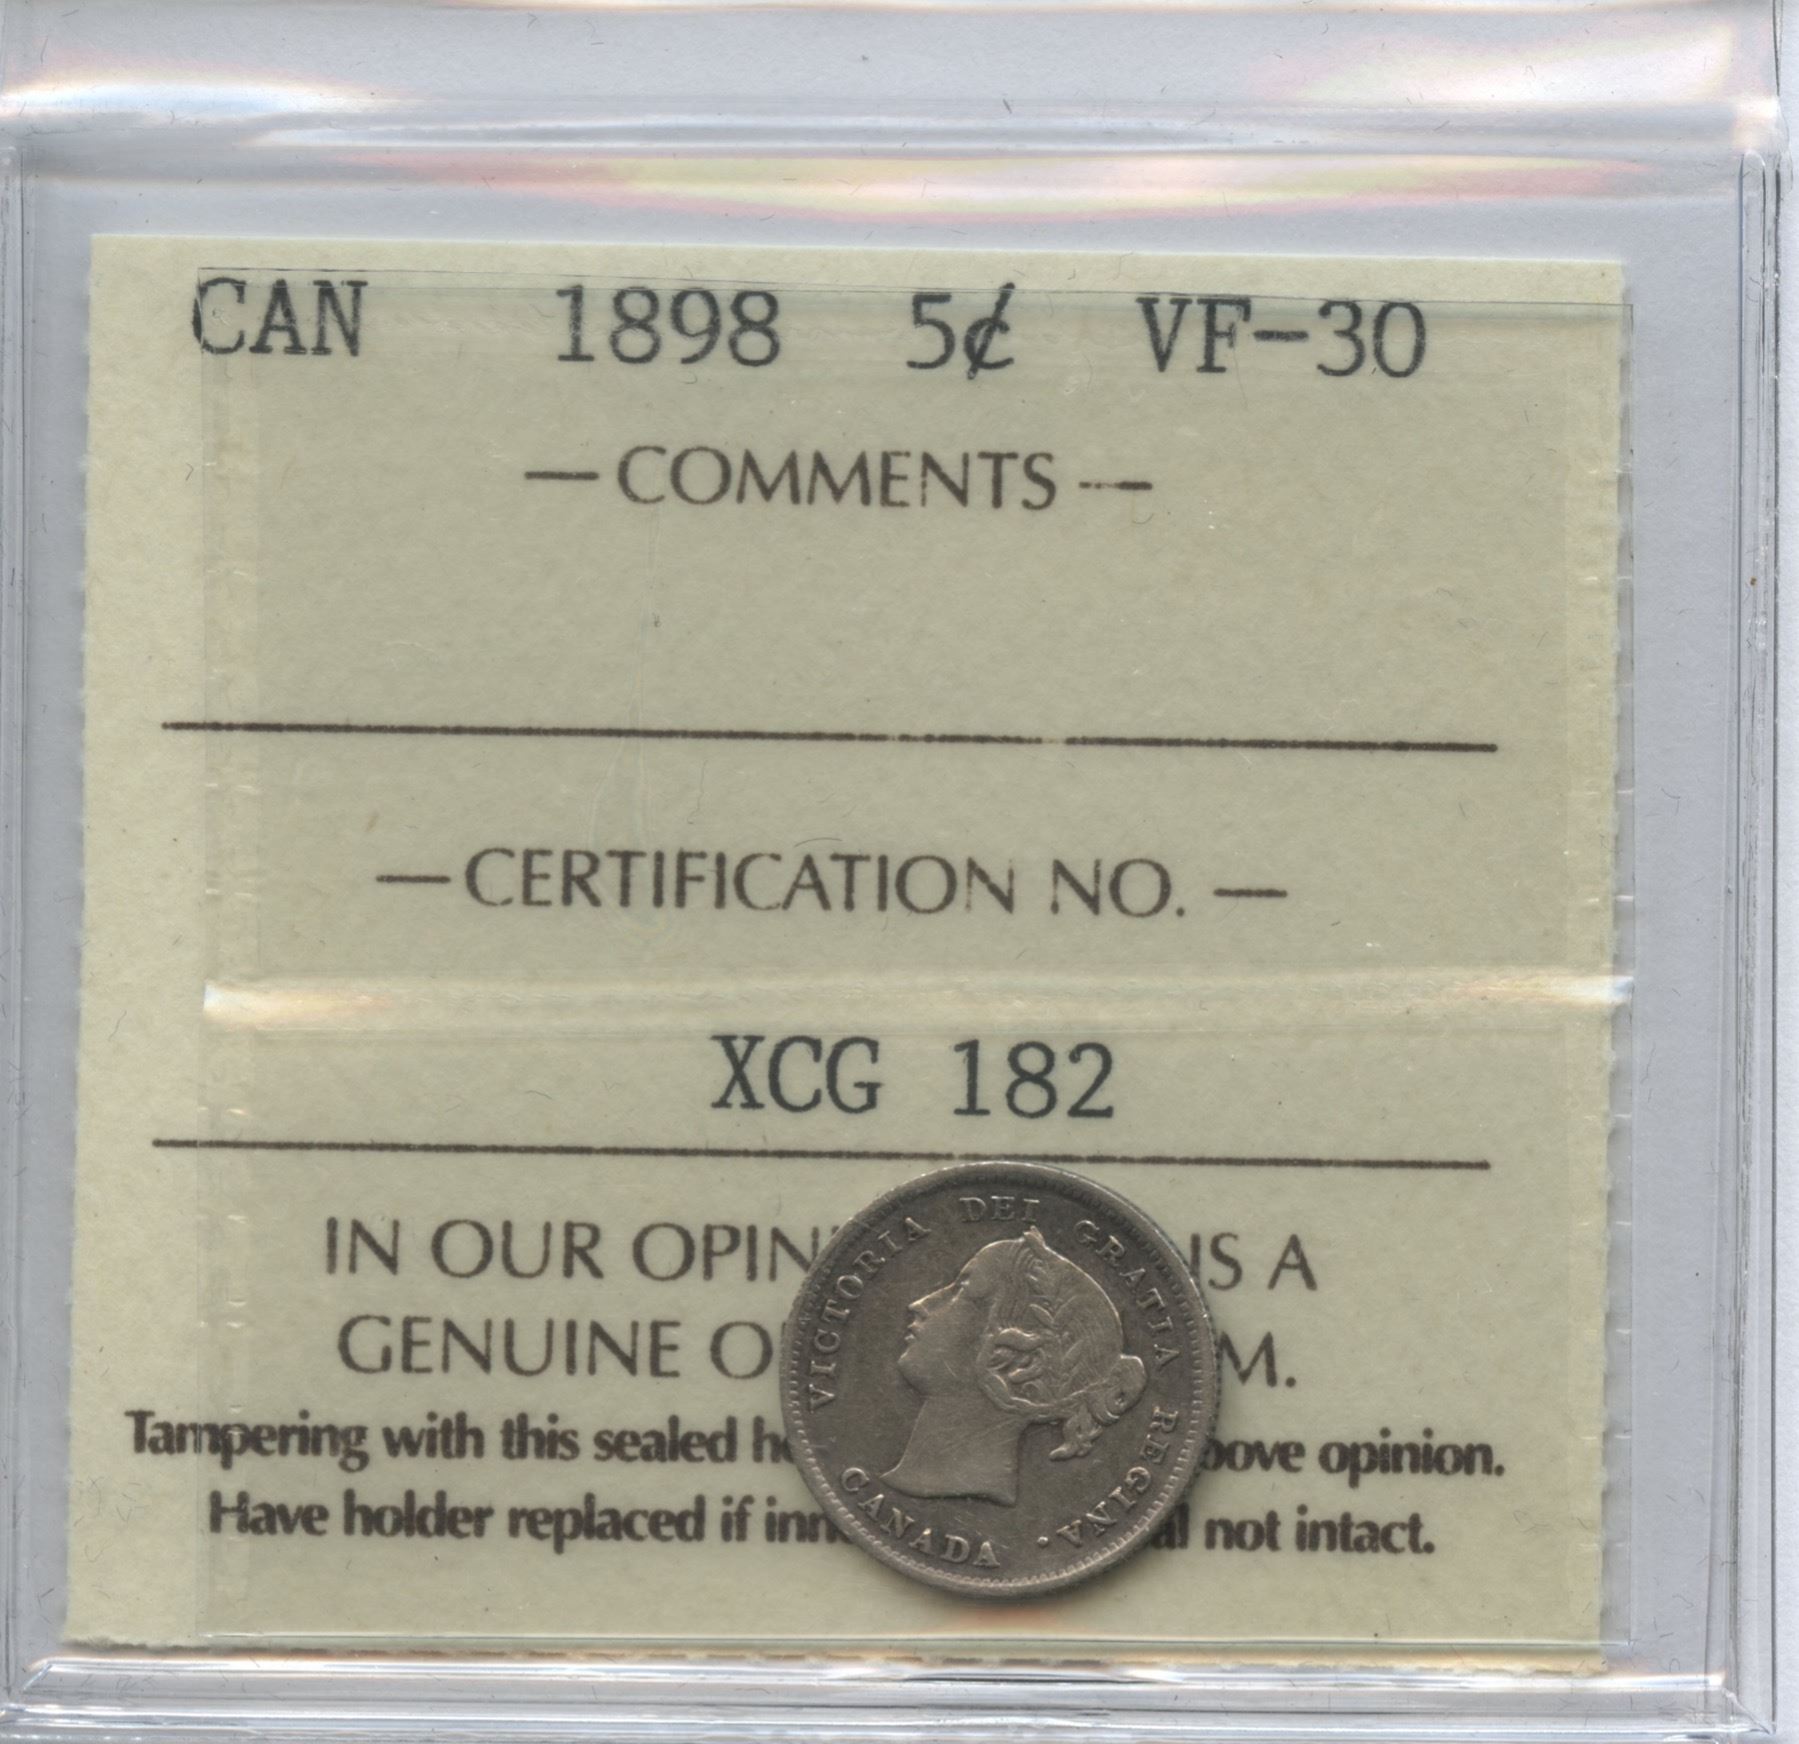 CAN 1898 5¢ VF-30
— COMMENTS —
— CERTIFICATION NO. —
XCG 182
IN OUR OPIN IS A
GENUINE O M.
Tampering with this sealed h ove opinion.
Have holder replaced if inn l not intact.
VICTORIA DEI GRATIA REGINA ·
CANADA